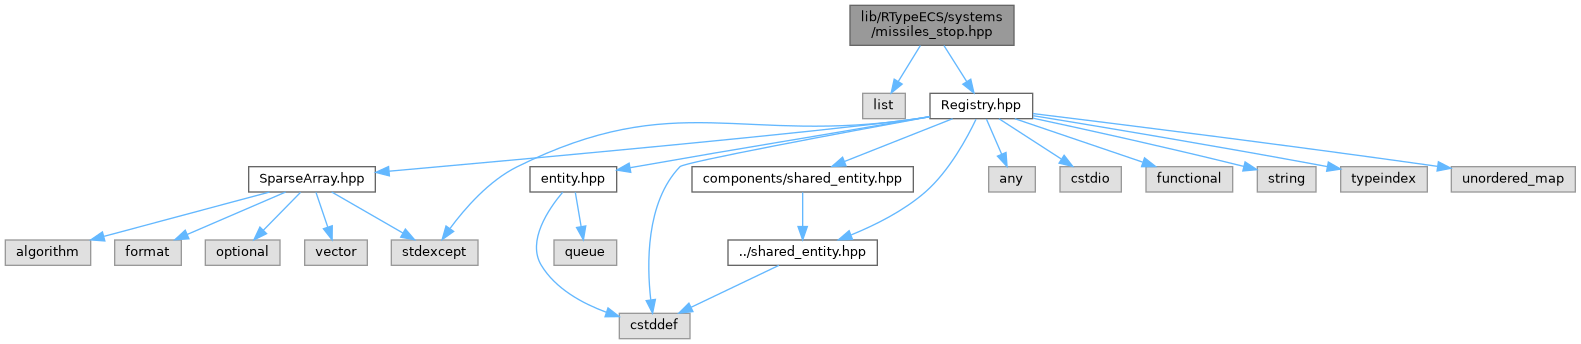 lib/RTypeECS/systems
/missiles_stop.hpp
list
Registry.hpp
SparseArray.hpp
entity.hpp
components/shared_entity.hpp
any
cstdio
functional
string
typeindex
unordered_map
algorithm
format
optional
vector
stdexcept
queue
../shared_entity.hpp
cstddef